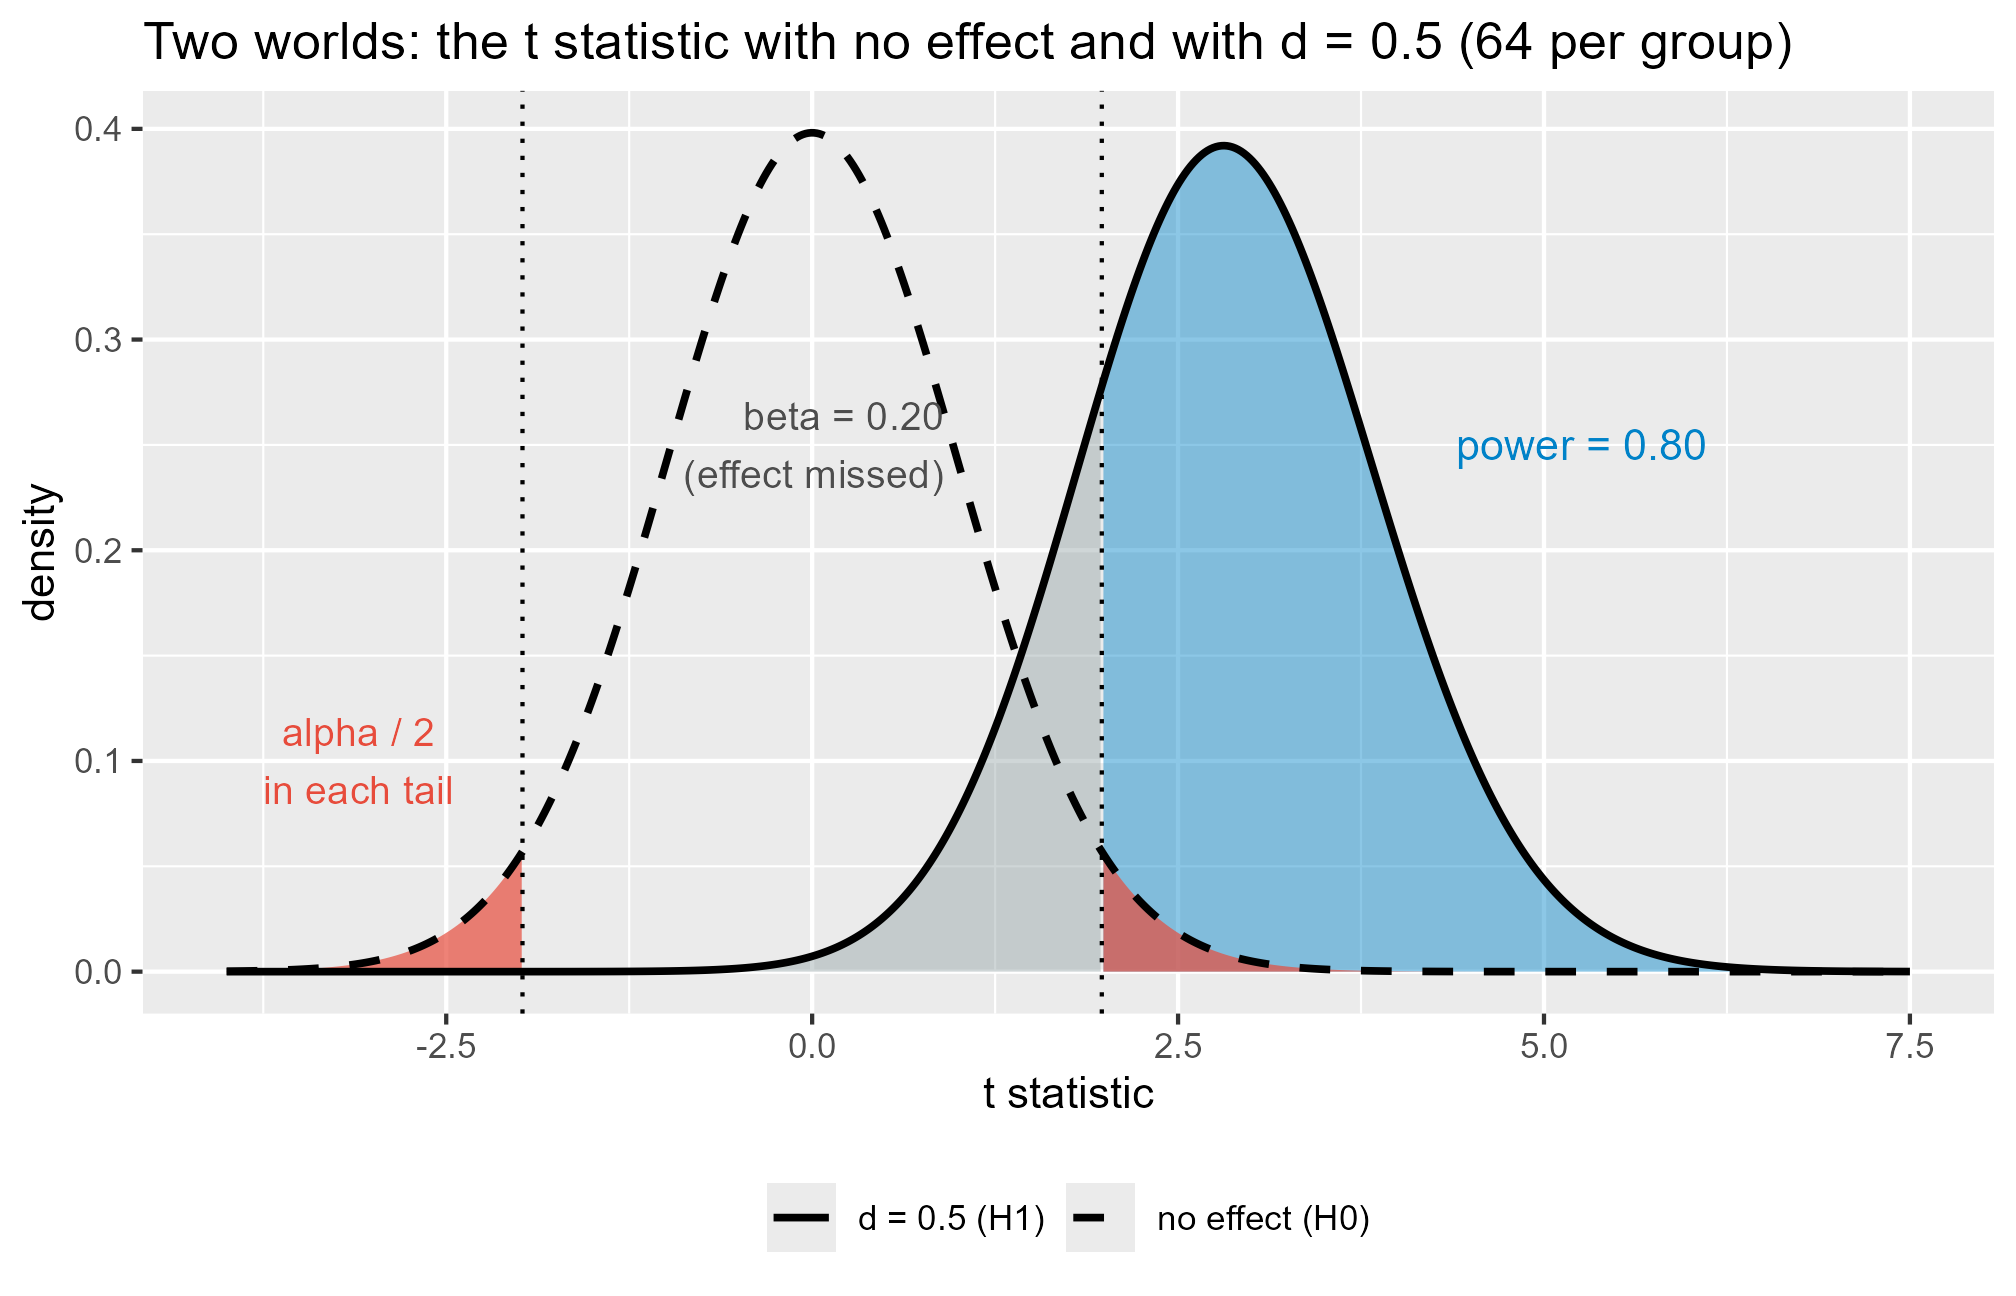 Two worlds: the t statistic with no effect and with d = 0.5 (64 per group)
density
0.4
0.3
0.2
0.1
0.0
beta = 0.20
(effect missed)
power = 0.80
alpha / 2
in each tail
-2.5
0.0
2.5
5.0
7.5
t statistic
d = 0.5 (H1)
no effect (H0)